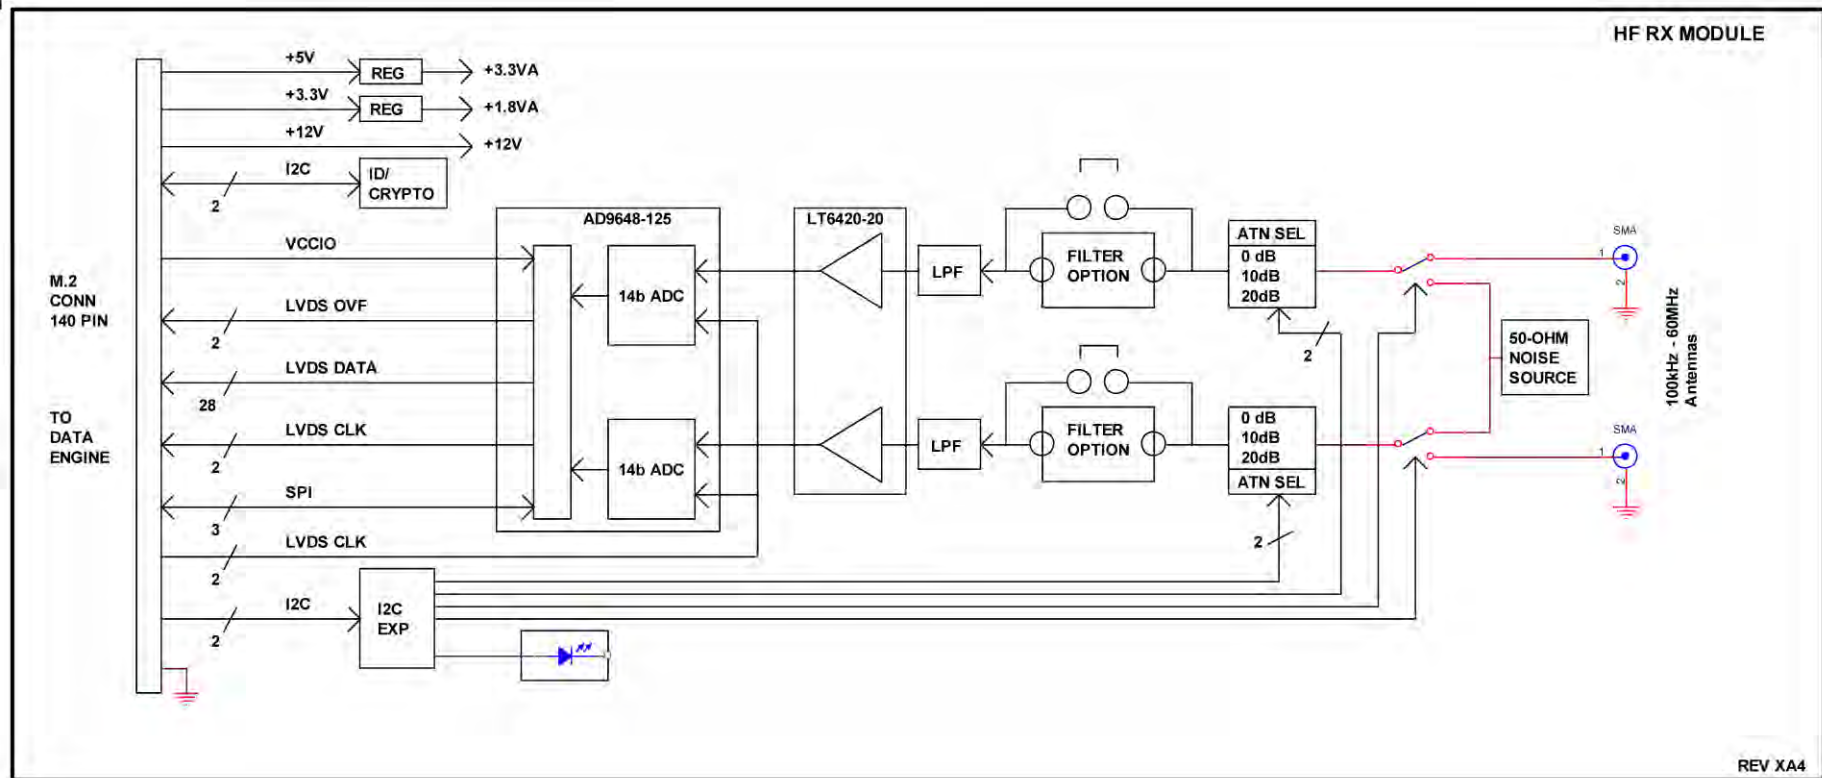 HF RX MODULE
+5V
REG
+3.3VA
+3.3V
REG
+1.8VA
+12V
+12V
I2C
2
ID/
CRYPTO
AD9648-125
LT6420-20
VCCIO
14b ADC
LPF
FILTER
OPTION
ATN SEL
0 dB
10dB
20dB
2
SMA
1
2
M.2
CONN
140 PIN
LVDS OVF
2
LVDS DATA
28
50-OHM
NOISE
SOURCE
100kHz - 60MHz
Antennas
TO
DATA
ENGINE
LVDS CLK
2
14b ADC
LPF
FILTER
OPTION
0 dB
10dB
20dB
ATN SEL
2
SMA
1
2
SPI
3
LVDS CLK
2
I2C
2
I2C
EXP
REV XA4